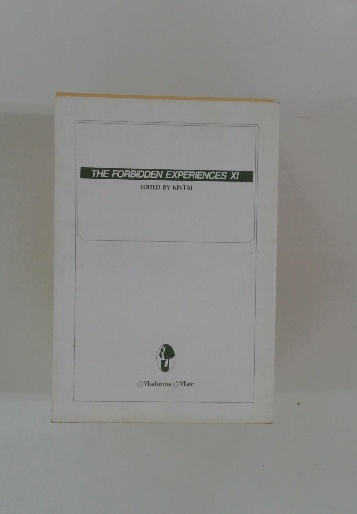 THE FORBIDDEN EXPERIENCES XI
EDITED BY KINTAI
Madonna Mate